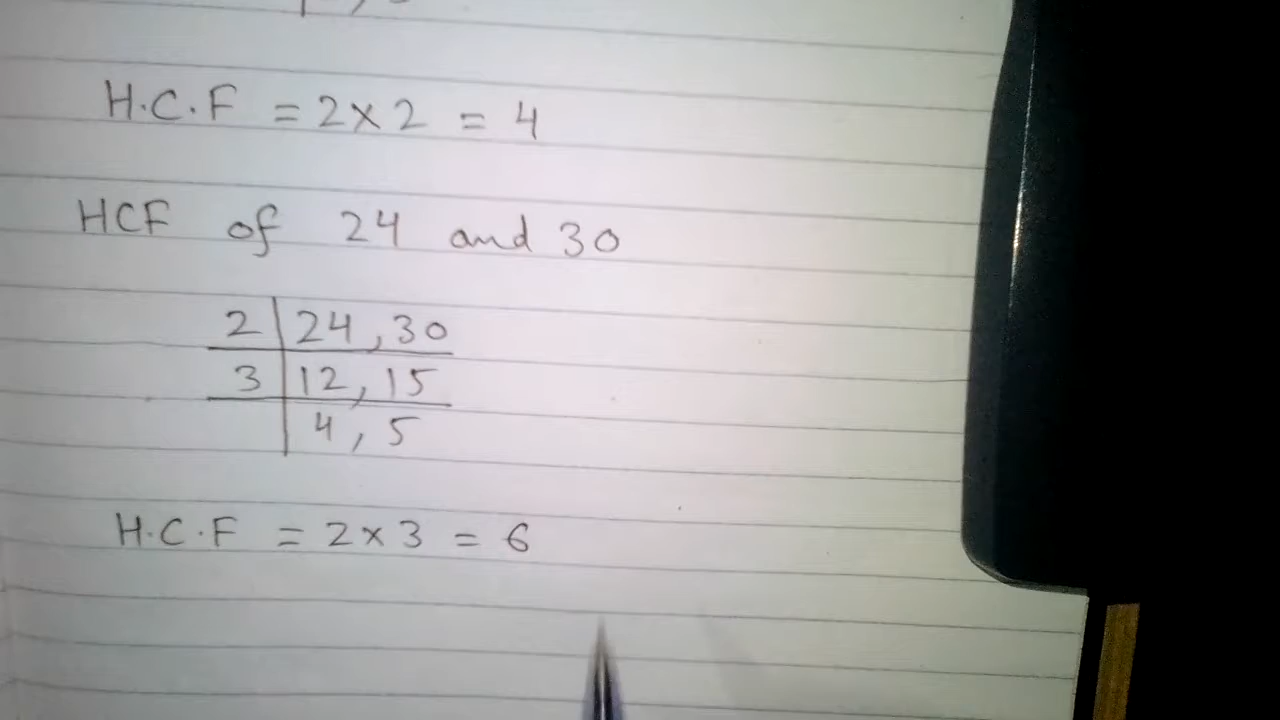 H.C.F = 2 x 2 = 4
HCF of 24 and 30
2 | 24, 30
3 | 12, 15
4, 5
H.C.F = 2 x 3 = 6